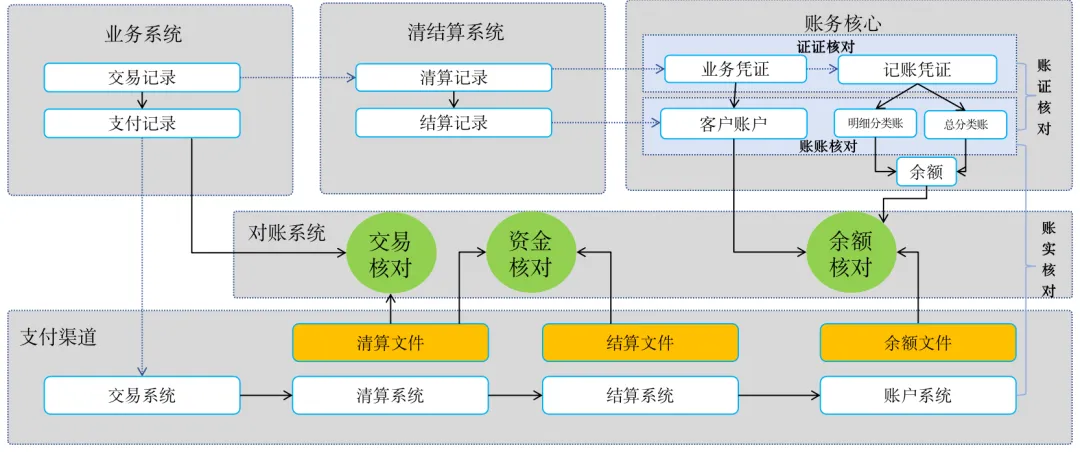 业务系统
交易记录
支付记录
清结算系统
清算记录
结算记录
账务核心
证证核对
业务凭证
记账凭证
客户账户
明细分类账
总分类账
账账核对
余额
账证核对
对账系统
交易
核对
资金
核对
余额
核对
账实核对
支付渠道
清算文件
结算文件
余额文件
交易系统
清算系统
结算系统
账户系统